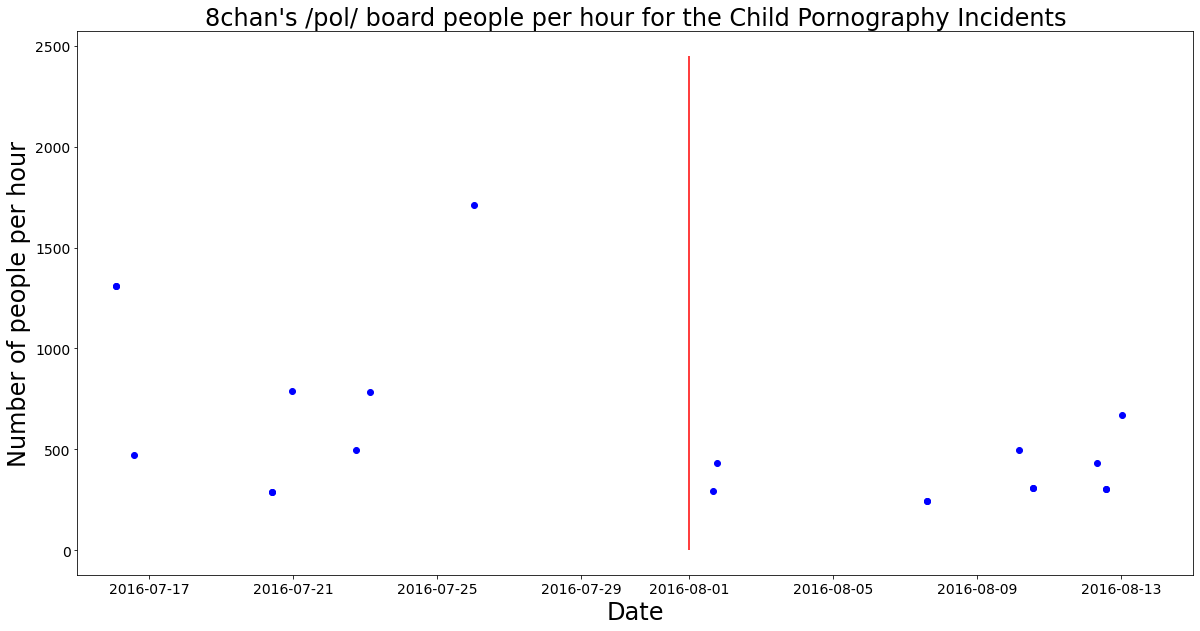 8chan's /pol/ board people per hour for the Child Pornography Incidents
Number of people per hour
2500
2000
1500
1000
500
0
2016-07-17 2016-07-21 2016-07-25 2016-07-29 2016-08-01 2016-08-05 2016-08-09 2016-08-13
Date